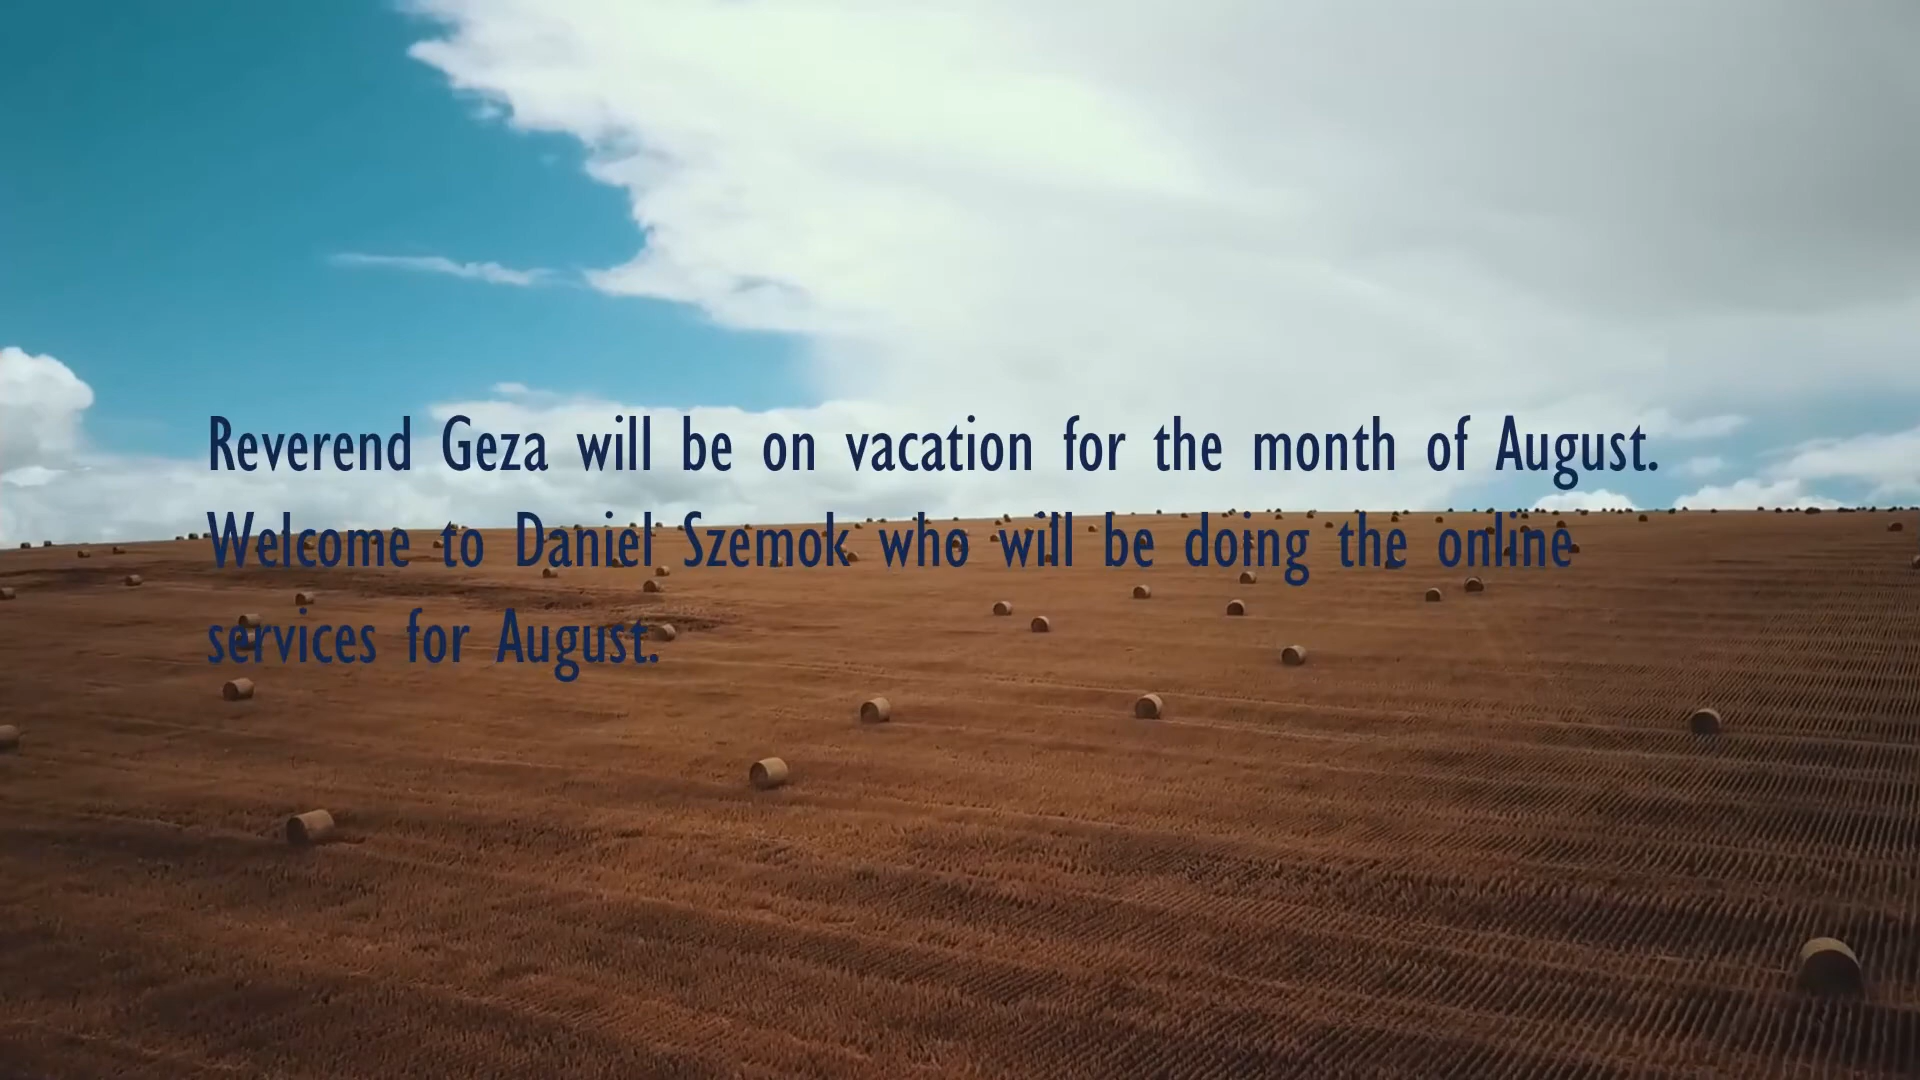 Reverend Geza will be on vacation for the month of August.
Welcome to Daniel Szemok who will be doing the online
services for August.